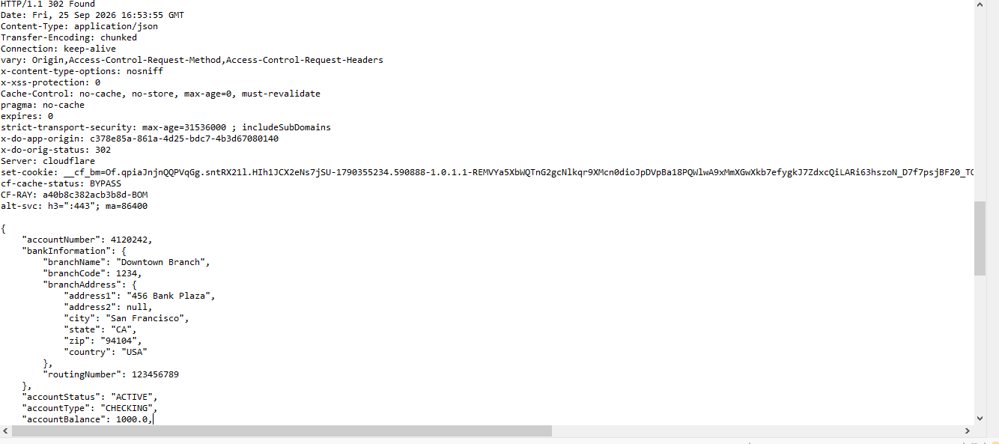 HTTP/1.1 302 Found
Date: Fri, 25 Sep 2026 16:53:55 GMT
Content-Type: application/json
Transfer-Encoding: chunked
Connection: keep-alive
vary: Origin,Access-Control-Request-Method,Access-Control-Request-Headers
x-content-type-options: nosniff
x-xss-protection: 0
Cache-Control: no-cache, no-store, max-age=0, must-revalidate
pragma: no-cache
expires: 0
strict-transport-security: max-age=31536000 ; includeSubDomains
x-do-app-origin: c378e85a-861a-4d25-bdc7-4b3d67080140
x-do-orig-status: 302
Server: cloudflare
set-cookie: __cf_bm=Of.qpiaJnjnQQPVqGg.sntRX21l.HIh1JCX2eNs7jSU-1790355234.590888-1.0.1.1-REMVYa5XbWQTnG2gcNlkqr9XMcn0dioJpDVpBa18PQWlwA9xMmXGwXkb7efygkJ7ZdxcQiLARi63hszoN_D7f7psjBF20_TC
cf-cache-status: BYPASS
CF-RAY: a40b8c382acb3b8d-BOM
alt-svc: h3=":443"; ma=86400
{
"accountNumber": 4120242,
"bankInformation": {
"branchName": "Downtown Branch",
"branchCode": 1234,
"branchAddress": {
"address1": "456 Bank Plaza",
"address2": null,
"city": "San Francisco",
"state": "CA",
"zip": "94104",
"country": "USA"
},
"routingNumber": 123456789
},
"accountStatus": "ACTIVE",
"accountType": "CHECKING",
"accountBalance": 1000.0,